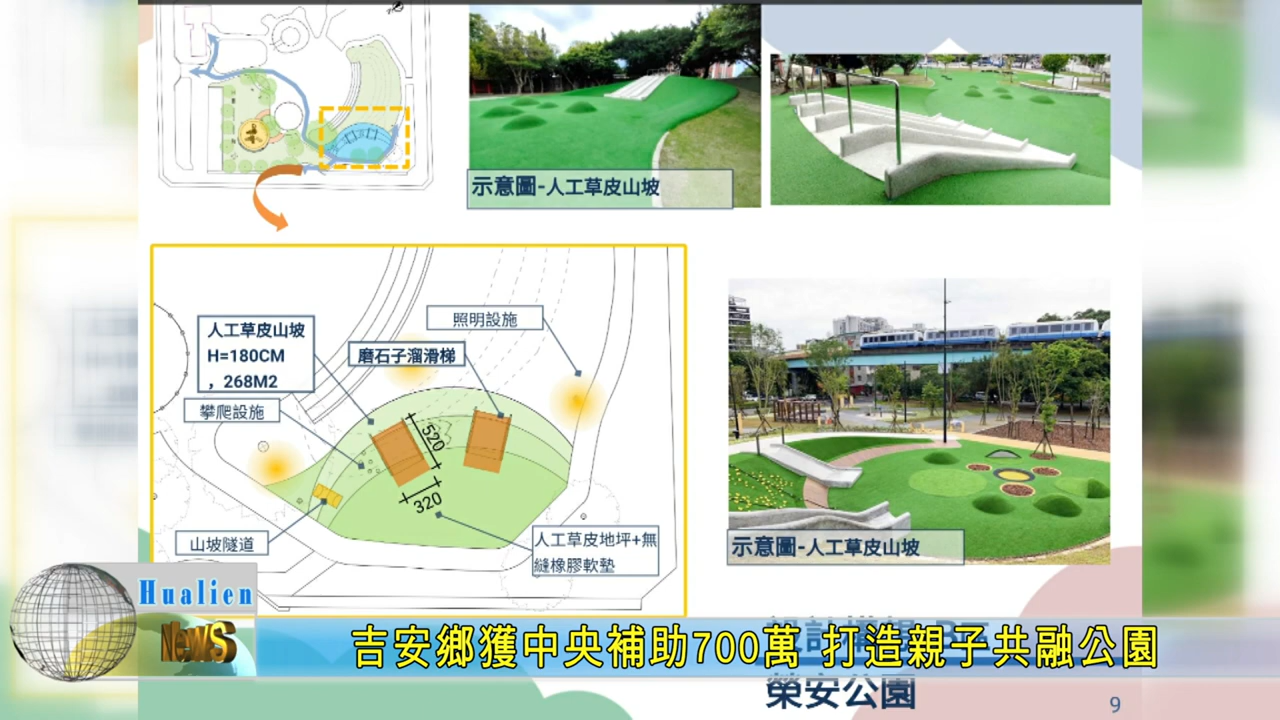 示意圖-人工草皮山坡
人工草皮山坡
H=180CM
，268M2
照明設施
磨石子溜滑梯
攀爬設施
520
320
山坡隧道
人工草皮地坪+無
縫橡膠軟墊
示意圖-人工草皮山坡
Hualien
News
吉安鄉獲中央補助700萬 打造親子共融公園
榮安公園
9